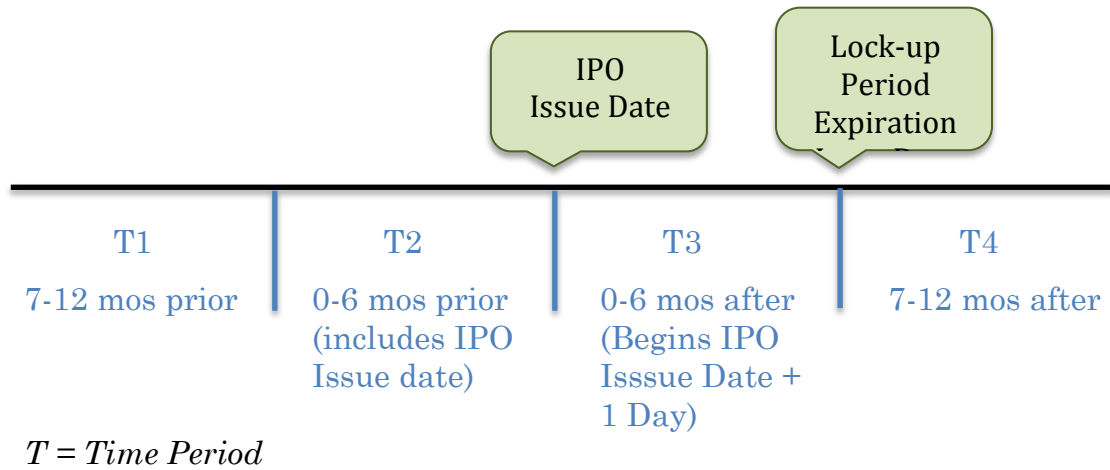 IPO
Issue Date
Lock-up
Period
Expiration
T1
T2
T3
T4
7-12 mos prior
0-6 mos prior
(includes IPO
Issue date)
0-6 mos after
(Begins IPO
Isssue Date +
1 Day)
7-12 mos after
T = Time Period